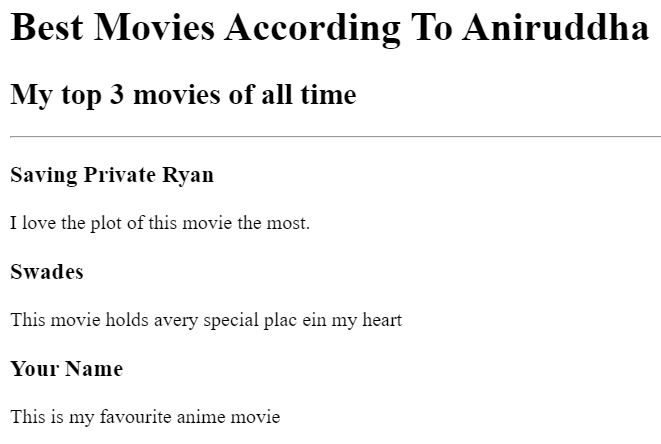 Best Movies According To Aniruddha
My top 3 movies of all time
Saving Private Ryan
I love the plot of this movie the most.
Swades
This movie holds avery special plac ein my heart
Your Name
This is my favourite anime movie